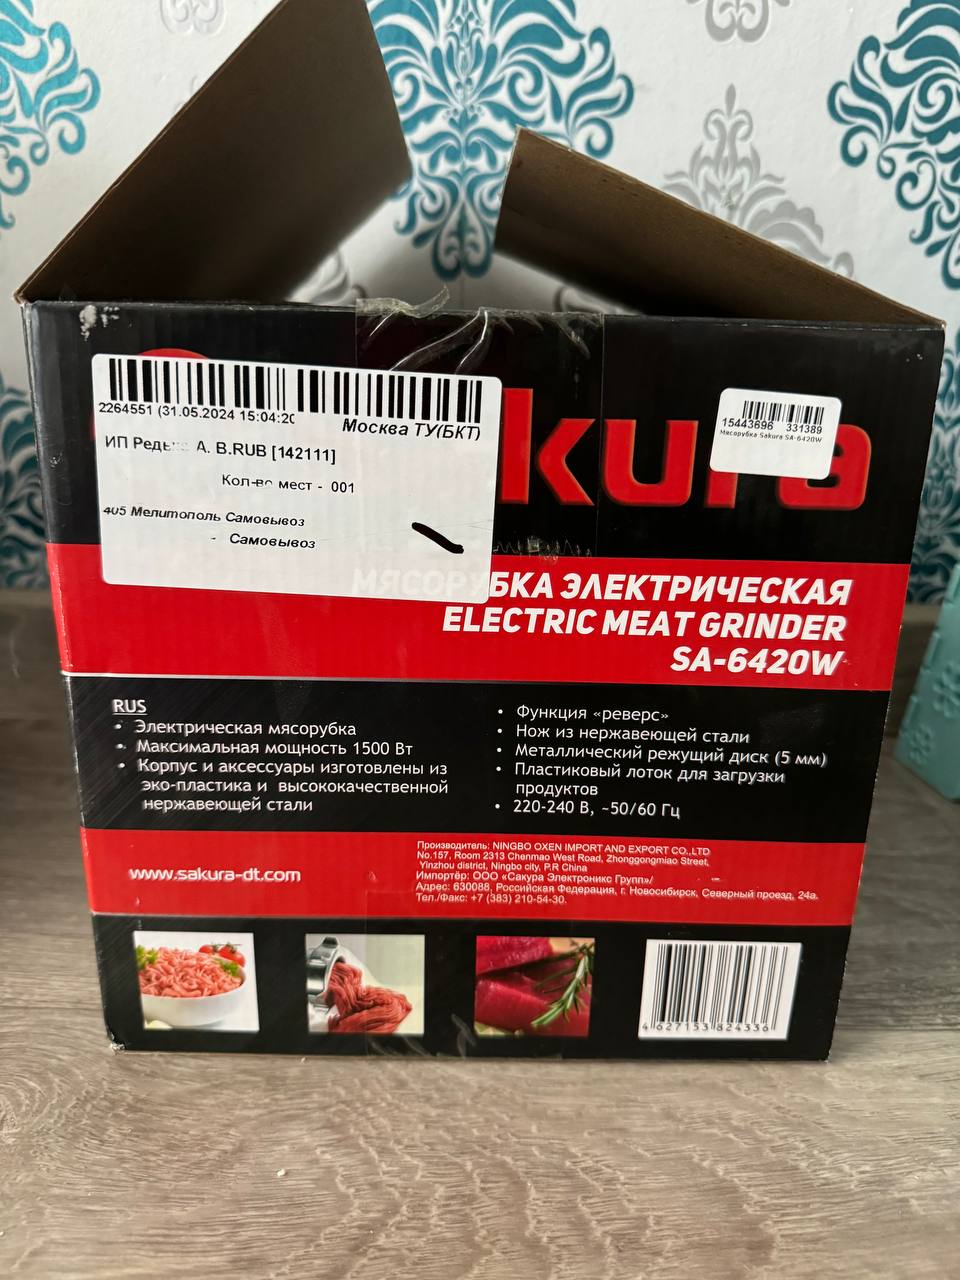 2264551 (31.05.2024 15:04:20
Москва ТУ(БКТ)
А. В.RUB [142111]
Кол-во мест - 001
405 Мелитополь Самовывоз
- Самовывоз
kura
15443696 331389
Мясорубка Sakura SA-6420W
МЯСОРУБКА ЭЛЕКТРИЧЕСКАЯ
ELECTRIC MEAT GRINDER
SA-6420W
RUS
• Электрическая мясорубка
• Максимальная мощность 1500 Вт
• Корпус и аксессуары изготовлены из
эко-пластика и высококачественной
нержавеющей стали
• Функция «реверс»
• Нож из нержавеющей стали
• Металлический режущий диск (5 мм)
• Пластиковый лоток для загрузки
продуктов
• 220-240 В, ~50/60 Гц
www.sakura-dt.com
Производитель: NINGBO OXEN IMPORT AND EXPORT CO.,LTD
No.157, Room 2313 Chenmao West Road, Zhonggongmiao Street,
Yinzhou district, Ningbo city, P.R China
Импортёр: ООО «Сакура Электроникс Групп»/
Адрес: 630088, Российская Федерация, г. Новосибирск, Северный проезд, 24а.
Тел./Факс: +7 (383) 210-54-30.
4 627153 824336